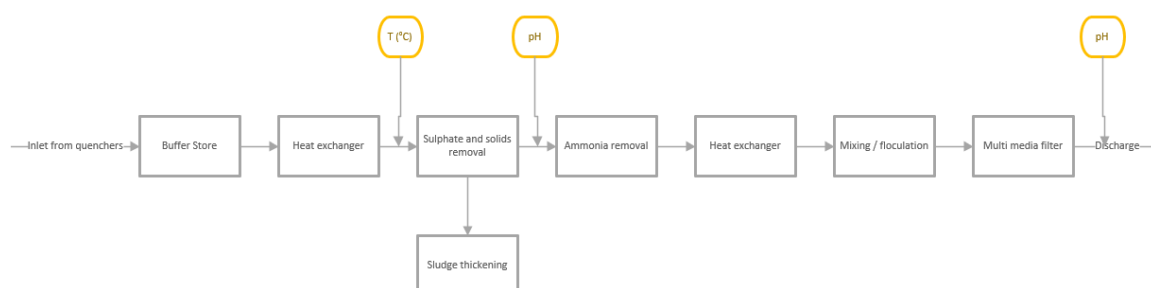 T (°C)
pH
pH
Inlet from quenchers
Buffer Store
Heat exchanger
Sulphate and solids
removal
Ammonia removal
Heat exchanger
Mixing / floculation
Multi media filter
Discharge
Sludge thickening